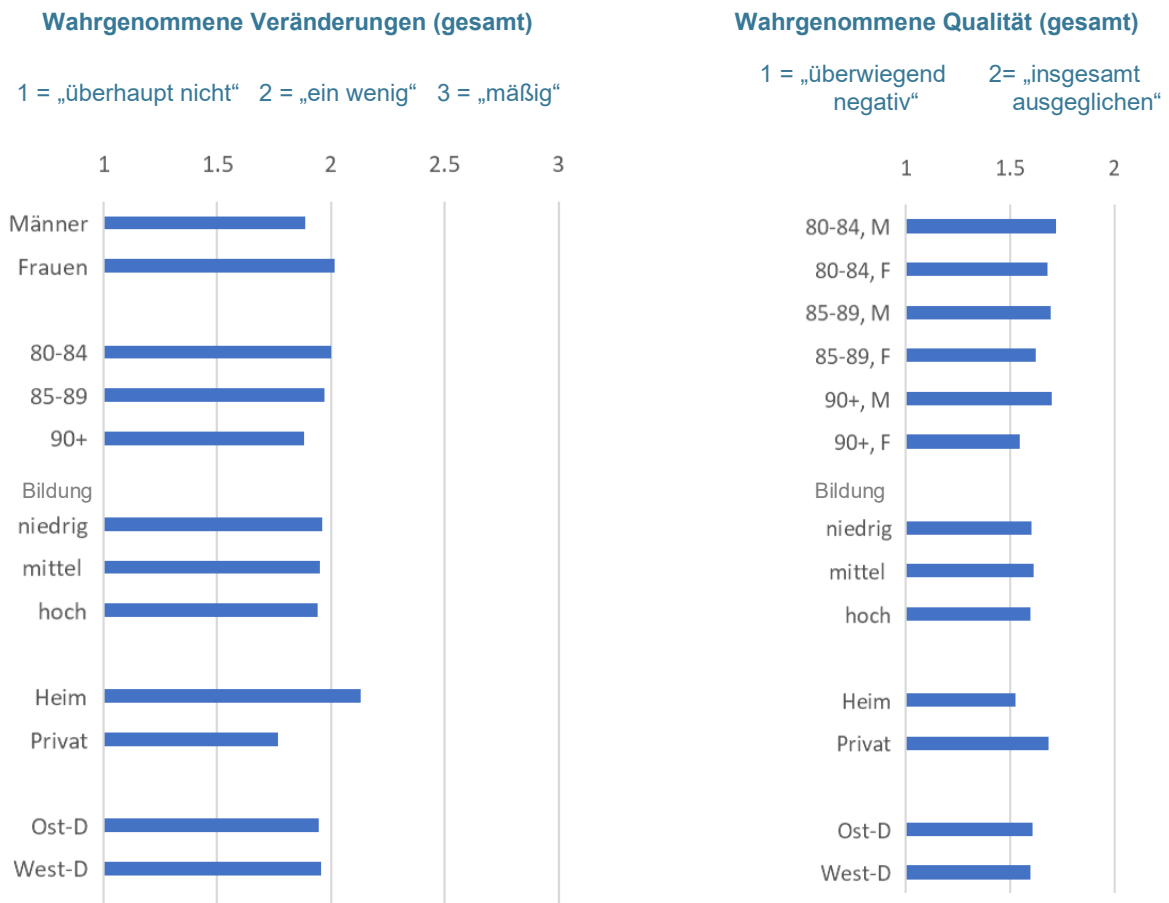 Wahrgenommene Veränderungen (gesamt)
1 = „überhaupt nicht“ 2 = „ein wenig“ 3 = „mäßig“
1 1.5 2 2.5 3
Männer
Frauen
80-84
85-89
90+
Bildung
niedrig
mittel
hoch
Heim
Privat
Ost-D
West-D
Wahrgenommene Qualität (gesamt)
1 = „überwiegend negativ“ 2= „insgesamt ausgeglichen“
1 1.5 2
80-84, M
80-84, F
85-89, M
85-89, F
90+, M
90+, F
Bildung
niedrig
mittel
hoch
Heim
Privat
Ost-D
West-D